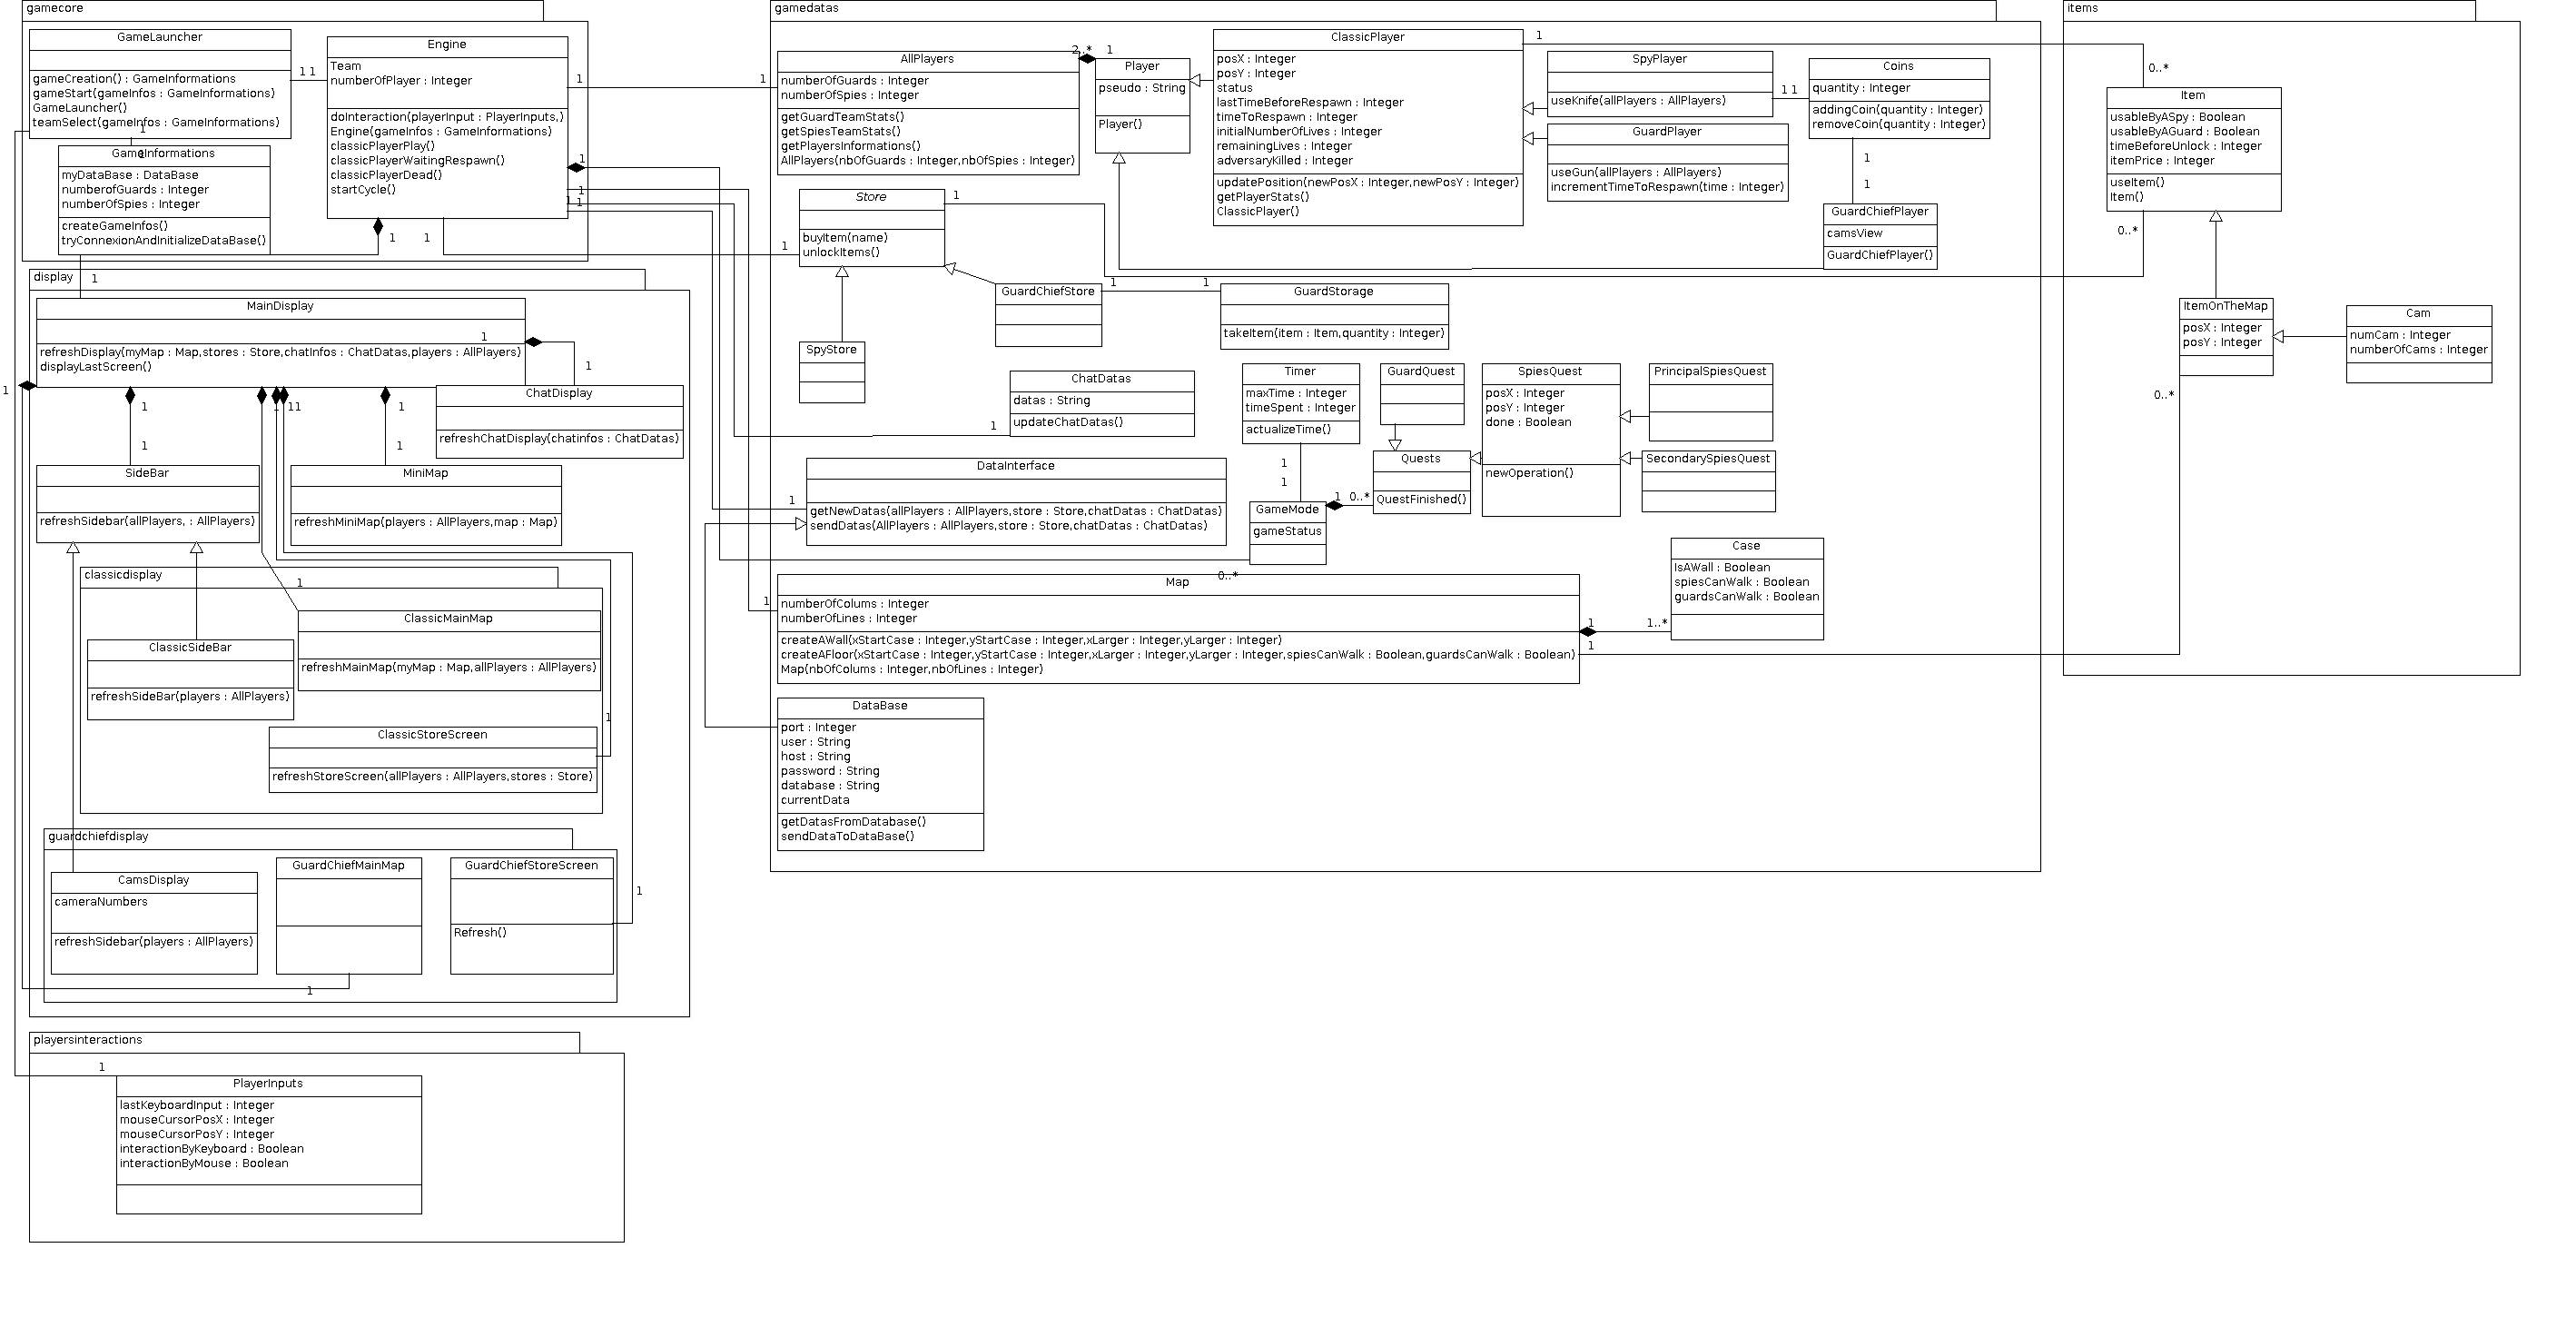 gamecore
GameLauncher
gameCreation() : GameInformations
gameStart(gameInfos : GameInformations)
GameLauncher()
teamSelect(gameInfos : GameInformations)
1 1
Engine
Team
numberOfPlayer : Integer
doInteraction(playerInput : PlayerInputs,)
Engine(gameInfos : GameInformations)
classicPlayerPlay()
classicPlayerWaitingRespawn()
classicPlayerDead()
startCycle()
1
1
1
1
1
1
1
1
1
GameInformations
myDataBase : DataBase
numberofGuards : Integer
numberOfSpies : Integer
createGameInfos()
tryConnexionAndInitializeDataBase()
display
1
MainDisplay
refreshDisplay(myMap : Map,stores : Store,chatInfos : ChatDatas,players : AllPlayers)
displayLastScreen()
1
1
1
1
1
11
1
ChatDisplay
refreshChatDisplay(chatinfos : ChatDatas)
1
1
SideBar
refreshSidebar(allPlayers, : AllPlayers)
MiniMap
refreshMiniMap(players : AllPlayers,map : Map)
classicdisplay
1
ClassicMainMap
refreshMainMap(myMap : Map,allPlayers : AllPlayers)
ClassicSideBar
refreshSideBar(players : AllPlayers)
1
ClassicStoreScreen
refreshStoreScreen(allPlayers : AllPlayers,stores : Store)
guardchiefdisplay
CamsDisplay
cameraNumbers
refreshSidebar(players : AllPlayers)
GuardChiefMainMap
1
GuardChiefStoreScreen
Refresh()
1
playersinteractions
1
PlayerInputs
lastKeyboardInput : Integer
mouseCursorPosX : Integer
mouseCursorPosY : Integer
interactionByKeyboard : Boolean
interactionByMouse : Boolean
gamedatas
1
AllPlayers
numberOfGuards : Integer
numberOfSpies : Integer
getGuardTeamStats()
getSpiesTeamStats()
getPlayersInformations()
AllPlayers(nbOfGuards : Integer,nbOfSpies : Integer)
2..*
1
Player
pseudo : String
Player()
ClassicPlayer
posX : Integer
posY : Integer
status
lastTimeBeforeRespawn : Integer
timeToRespawn : Integer
initialNumberOfLives : Integer
remainingLives : Integer
adversaryKilled : Integer
updatePosition(newPosX : Integer,newPosY : Integer)
getPlayerStats()
ClassicPlayer()
1
SpyPlayer
useKnife(allPlayers : AllPlayers)
1 1
GuardPlayer
useGun(allPlayers : AllPlayers)
incrementTimeToRespawn(time : Integer)
Coins
quantity : Integer
addingCoin(quantity : Integer)
removeCoin(quantity : Integer)
1
1
GuardChiefPlayer
camsView
GuardChiefPlayer()
Store
buyItem(name)
unlockItems()
1
1
SpyStore
GuardChiefStore
1
1
GuardStorage
takeItem(item : Item,quantity : Integer)
ChatDatas
datas : String
updateChatDatas()
1
Timer
maxTime : Integer
timeSpent : Integer
actualizeTime()
1
1
GuardQuest
SpiesQuest
posX : Integer
posY : Integer
done : Boolean
newOperation()
PrincipalSpiesQuest
SecondarySpiesQuest
Quests
QuestFinished()
GameMode
gameStatus
1
0..*
0..*
DataInterface
getNewDatas(allPlayers : AllPlayers,store : Store,chatDatas : ChatDatas)
sendDatas(AllPlayers : AllPlayers,store : Store,chatDatas : ChatDatas)
1
1
Map
numberOfColums : Integer
numberOfLines : Integer
createAWall(xStartCase : Integer,yStartCase : Integer,xLarger : Integer,yLarger : Integer)
createAFloor(xStartCase : Integer,yStartCase : Integer,xLarger : Integer,yLarger : Integer,spiesCanWalk : Boolean,guardsCanWalk : Boolean)
Map(nbOfColums : Integer,nbOfLines : Integer)
1
1..*
1
Case
IsAWall : Boolean
spiesCanWalk : Boolean
guardsCanWalk : Boolean
DataBase
port : Integer
user : String
host : String
password : String
database : String
currentData
getDatasFromDatabase()
sendDataToDataBase()
items
0..*
Item
usableByASpy : Boolean
usableByAGuard : Boolean
timeBeforeUnlock : Integer
itemPrice : Integer
useItem()
Item()
0..*
ItemOnTheMap
posX : Integer
posY : Integer
0..*
Cam
numCam : Integer
numberOfCams : Integer